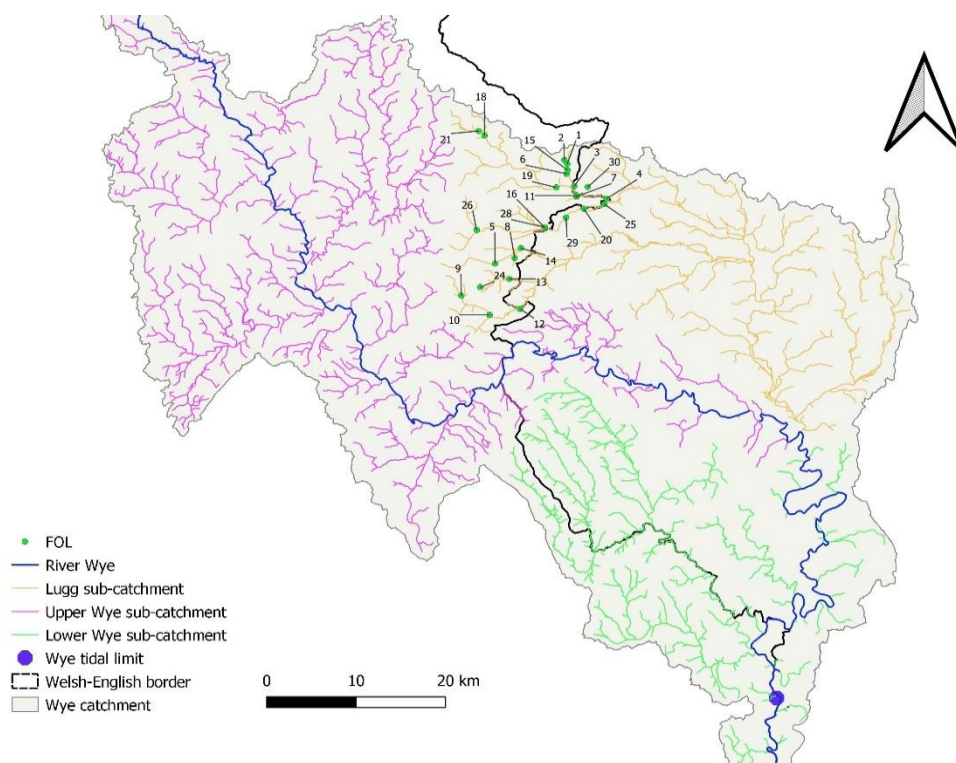 18
21
15
2
1
6
3
30
19
7
4
11
16
26
28
5
8
25
20
29
14
9
24
13
10
12
FOL
River Wye
Lugg sub-catchment
Upper Wye sub-catchment
Lower Wye sub-catchment
Wye tidal limit
Welsh-English border
Wye catchment
0 10 20 km